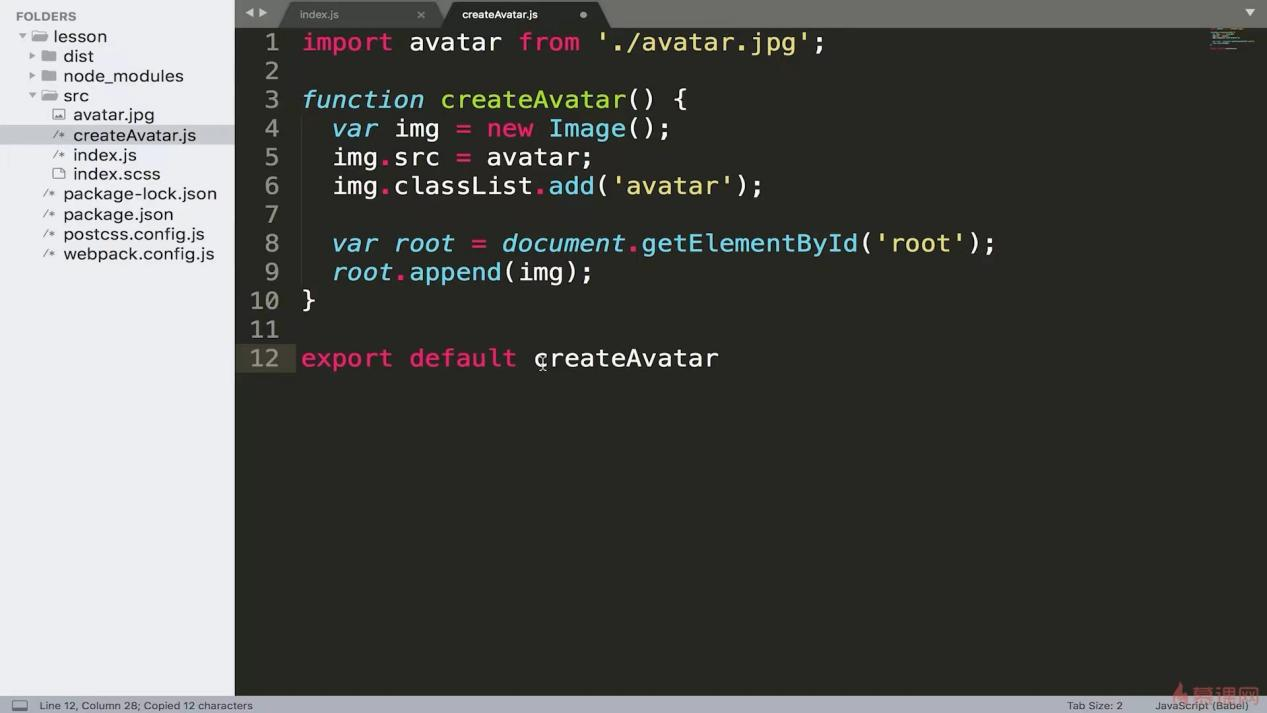 FOLDERS
lesson
dist
node_modules
src
avatar.jpg
createAvatar.js
index.js
index.scss
package-lock.json
package.json
postcss.config.js
webpack.config.js
index.js
createAvatar.js
1 import avatar from './avatar.jpg';
2
3 function createAvatar() {
4   var img = new Image();
5   img.src = avatar;
6   img.classList.add('avatar');
7
8   var root = document.getElementById('root');
9   root.append(img);
10 }
11
12 export default createAvatar
Line 12, Column 28; Copied 12 characters
Tab Size: 2
JavaScript (Babel)
慕课网